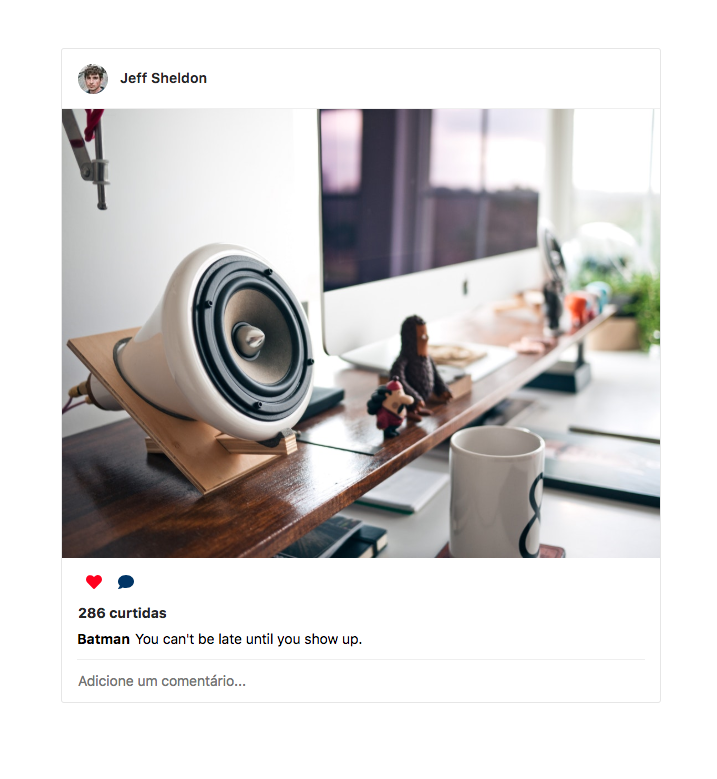 Jeff Sheldon
286 curtidas
Batman You can't be late until you show up.
Adicione um comentário...